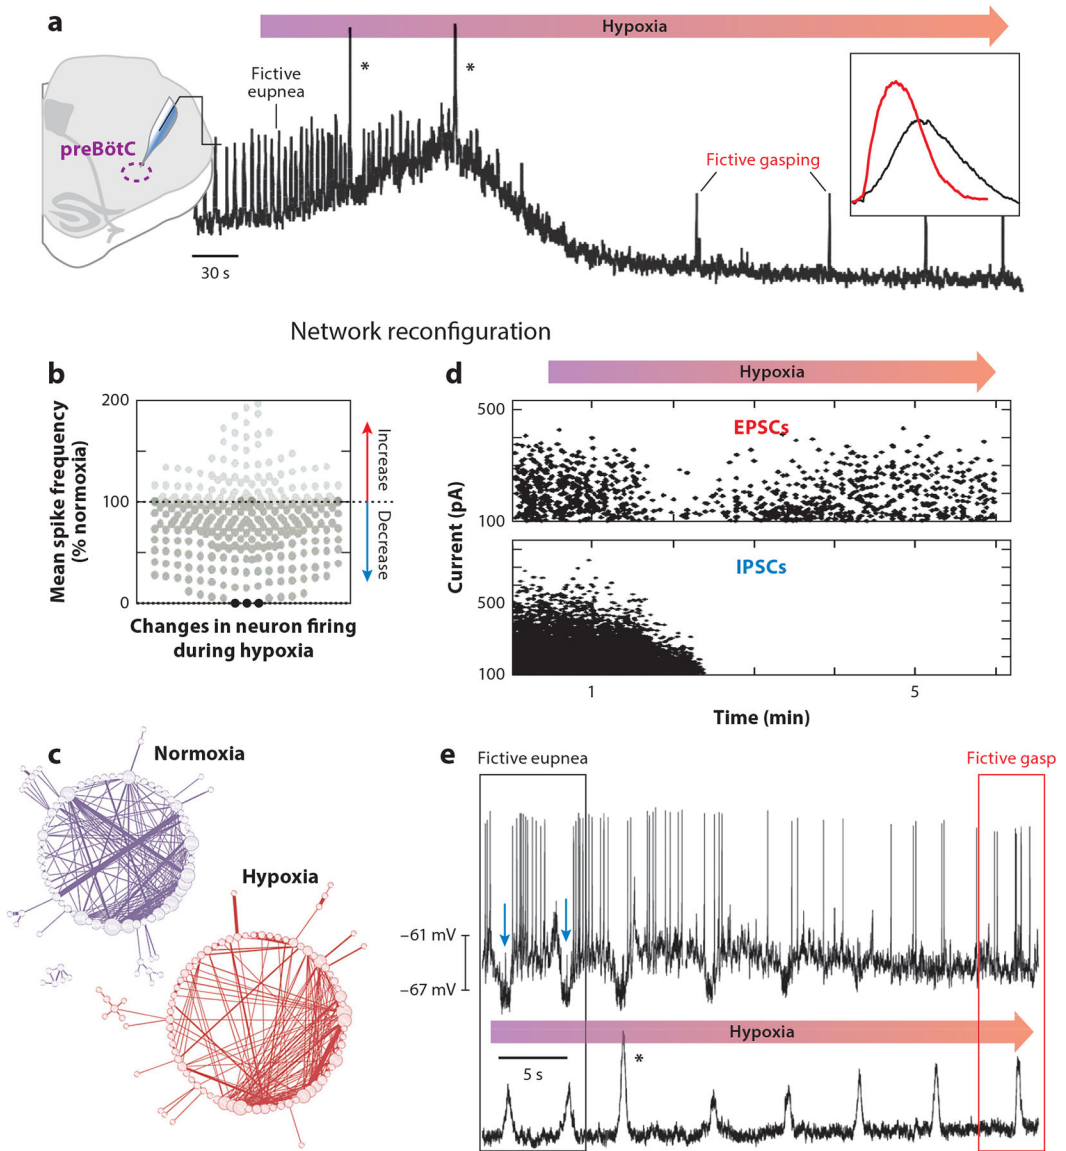 a
Hypoxia
Fictive
eupnea
*
*
preBötC
Fictive gasping
30 s
Network reconfiguration
b
Mean spike frequency
(% normoxia)
200
100
0
Increase
Decrease
Changes in neuron firing
during hypoxia
d
Hypoxia
Current (pA)
500
EPSCs
100
IPSCs
500
100
1
5
Time (min)
c
Normoxia
Hypoxia
e
Fictive eupnea
Fictive gasp
−61 mV
−67 mV
Hypoxia
*
5 s